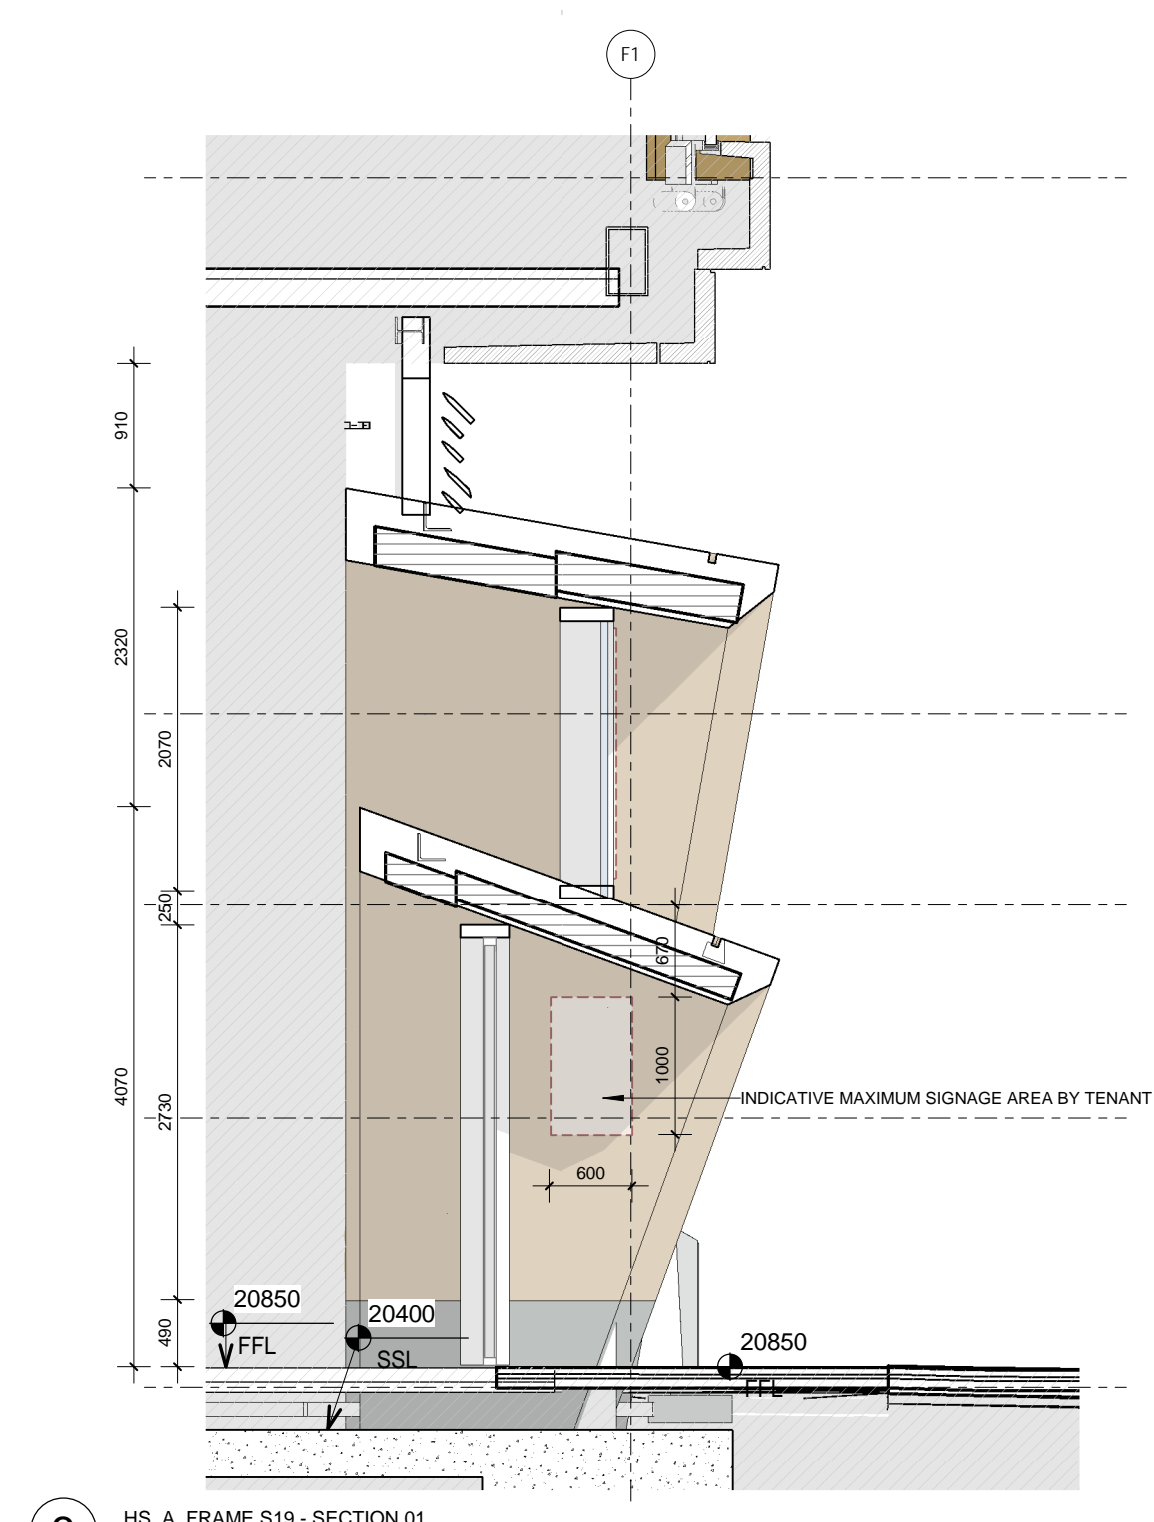 F1
910
2320
2070
250
670
1000
4070
2730
INDICATIVE MAXIMUM SIGNAGE AREA BY TENANT
600
490
20850
FFL
20400
SSL
20850
FFL
HS_A_FRAME S19 - SECTION 01